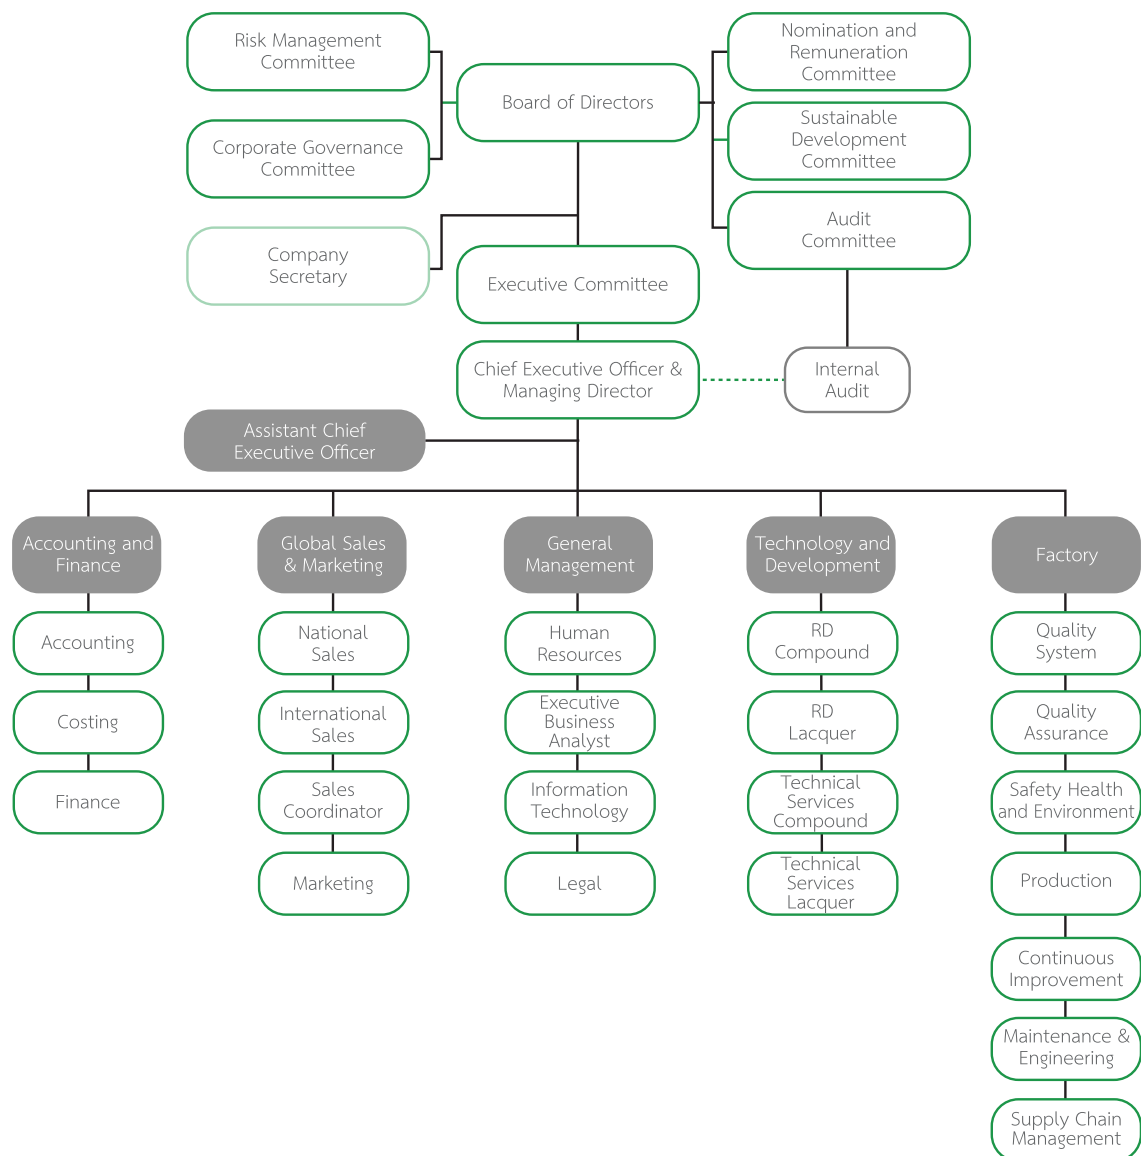 Risk Management
Committee
Board of Directors
Nomination and
Remuneration
Committee
Corporate Governance
Committee
Sustainable
Development
Committee
Company
Secretary
Audit
Committee
Executive Committee
Chief Executive Officer &
Managing Director
Internal
Audit
Assistant Chief
Executive Officer
Accounting and
Finance
Accounting
Costing
Finance
Global Sales
& Marketing
National
Sales
International
Sales
Sales
Coordinator
Marketing
General
Management
Human
Resources
Executive
Business
Analyst
Information
Technology
Legal
Technology and
Development
RD
Compound
RD
Lacquer
Technical
Services
Compound
Technical
Services
Lacquer
Factory
Quality
System
Quality
Assurance
Safety Health
and Environment
Production
Continuous
Improvement
Maintenance &
Engineering
Supply Chain
Management